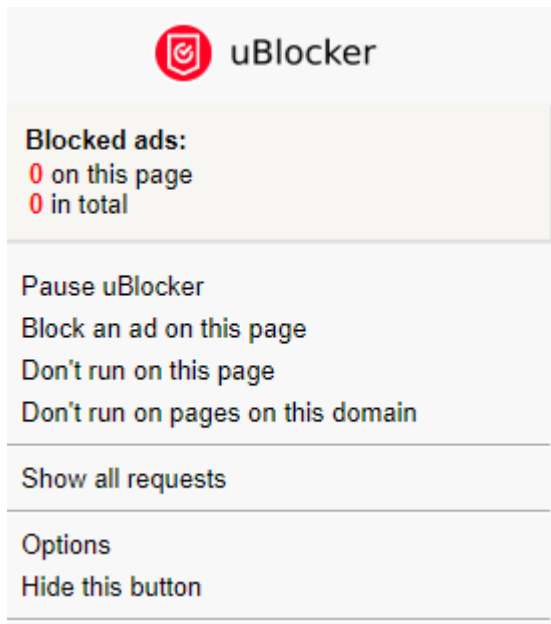 uBlocker
Blocked ads:
0 on this page
0 in total
Pause uBlocker
Block an ad on this page
Don't run on this page
Don't run on pages on this domain
Show all requests
Options
Hide this button